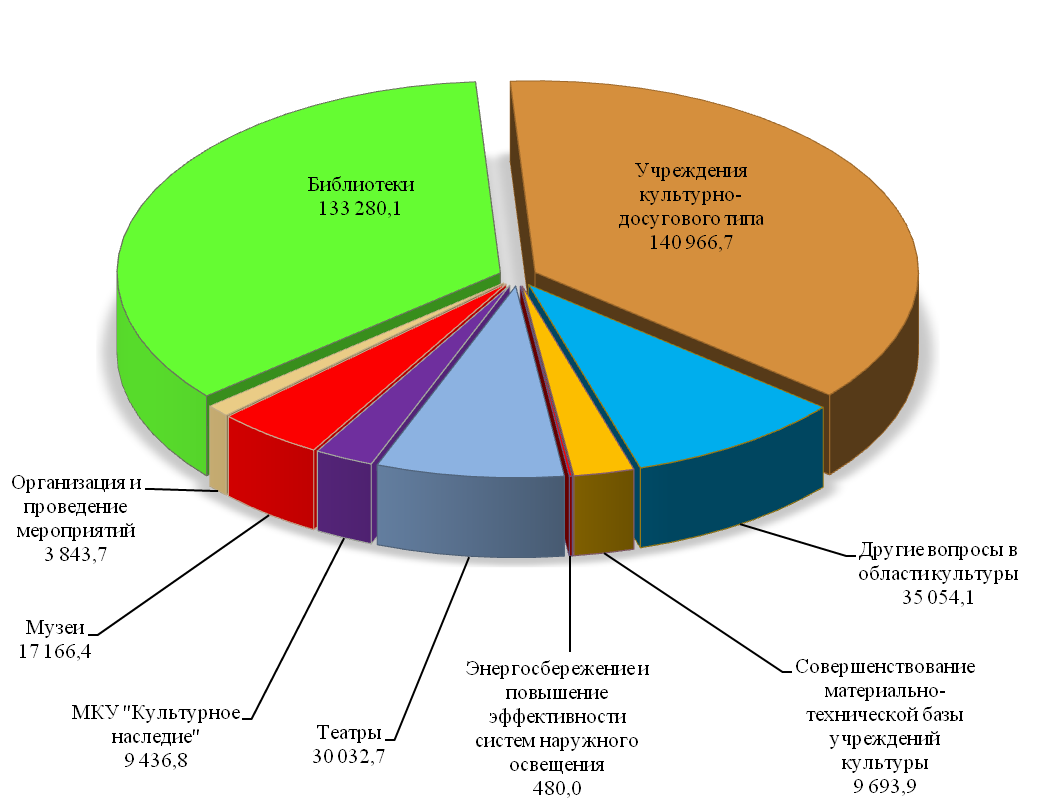 Библиотеки
133 280,1
Учреждения
культурно-
досугового типа
140 966,7
Организация и
проведение
мероприятий
3 843,7
Музеи
17 166,4
МКУ "Культурное
наследие"
9 436,8
Театры
30 032,7
Энергосбережение и
повышение
эффективности
систем наружного
освещения
480,0
Совершенствование
материально-
технической базы
учреждений
культуры
9 693,9
Другие вопросы в
области культуры
35 054,1